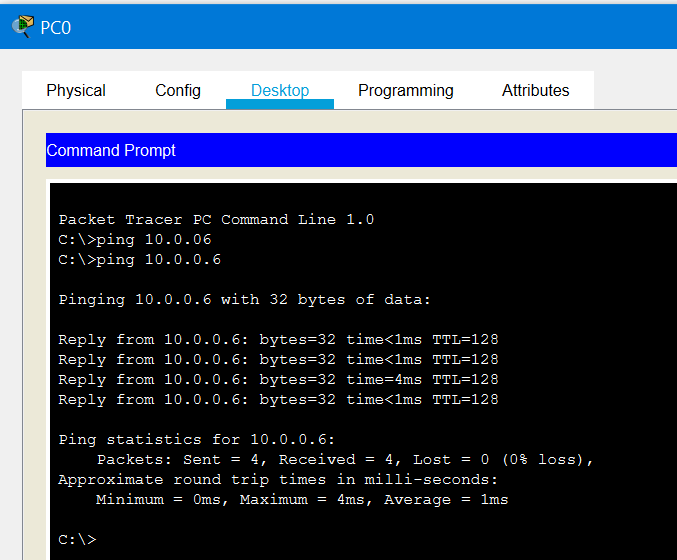 PC0
Physical Config Desktop Programming Attributes
Command Prompt
Packet Tracer PC Command Line 1.0
C:\>ping 10.0.06
C:\>ping 10.0.0.6
Pinging 10.0.0.6 with 32 bytes of data:
Reply from 10.0.0.6: bytes=32 time<1ms TTL=128
Reply from 10.0.0.6: bytes=32 time<1ms TTL=128
Reply from 10.0.0.6: bytes=32 time=4ms TTL=128
Reply from 10.0.0.6: bytes=32 time<1ms TTL=128
Ping statistics for 10.0.0.6:
Packets: Sent = 4, Received = 4, Lost = 0 (0% loss),
Approximate round trip times in milli-seconds:
Minimum = 0ms, Maximum = 4ms, Average = 1ms
C:\>